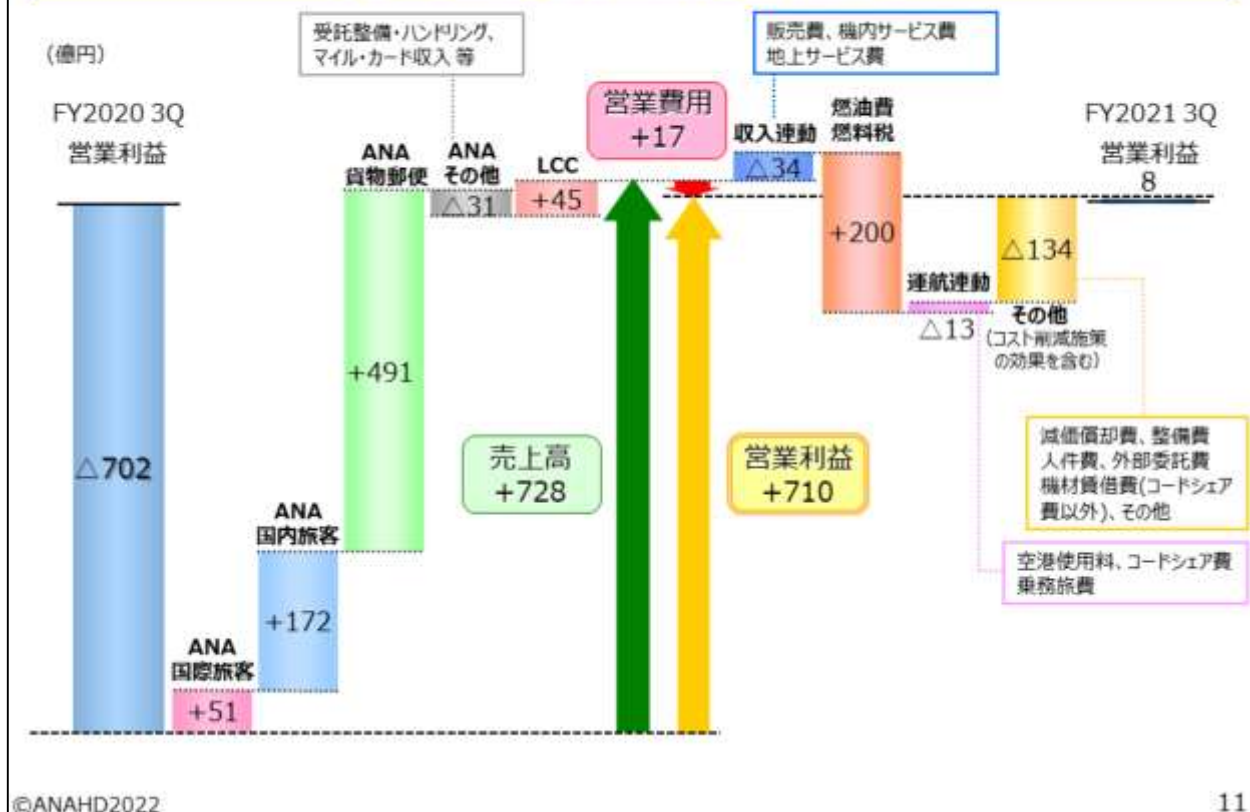 (億円)
受託整備・ハンドリング、
マイル・カード収入 等
販売費、機内サービス費
地上サービス費
FY2020 3Q
営業利益
営業費用
+17
燃油費
燃料税
収入連動
FY2021 3Q
営業利益
8
ANA
貨物郵便
ANA
その他
LCC
△31
+45
△34
+200
△134
運航連動
△13
その他
(コスト削減施策
の効果を含む)
+491
△702
売上高
+728
営業利益
+710
減価償却費、整備費
人件費、外部委託費
機材賃借費(コードシェア
費以外)、その他
ANA
国内旅客
+172
空港使用料、コードシェア費
乗務旅費
ANA
国際旅客
+51
©ANAHD2022
11